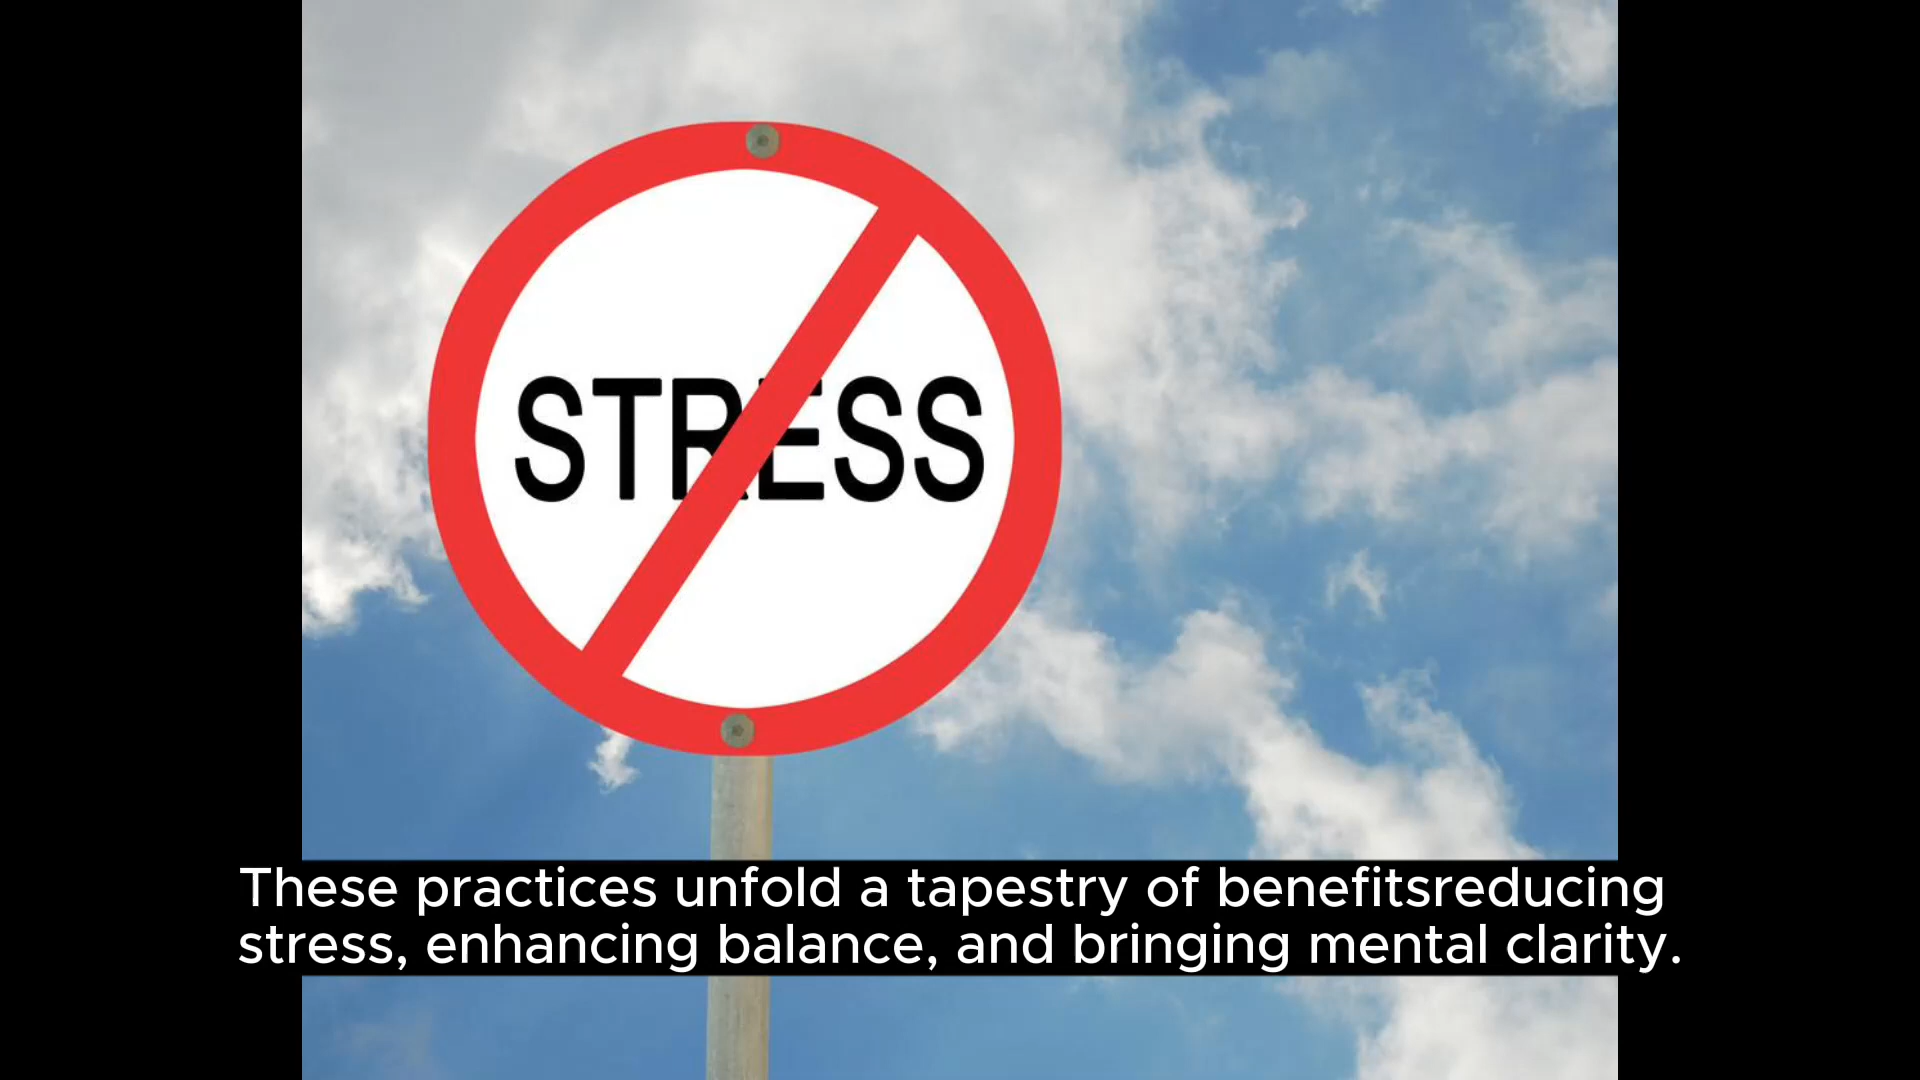 STRESS
These practices unfold a tapestry of benefitsreducing
stress, enhancing balance, and bringing mental clarity.